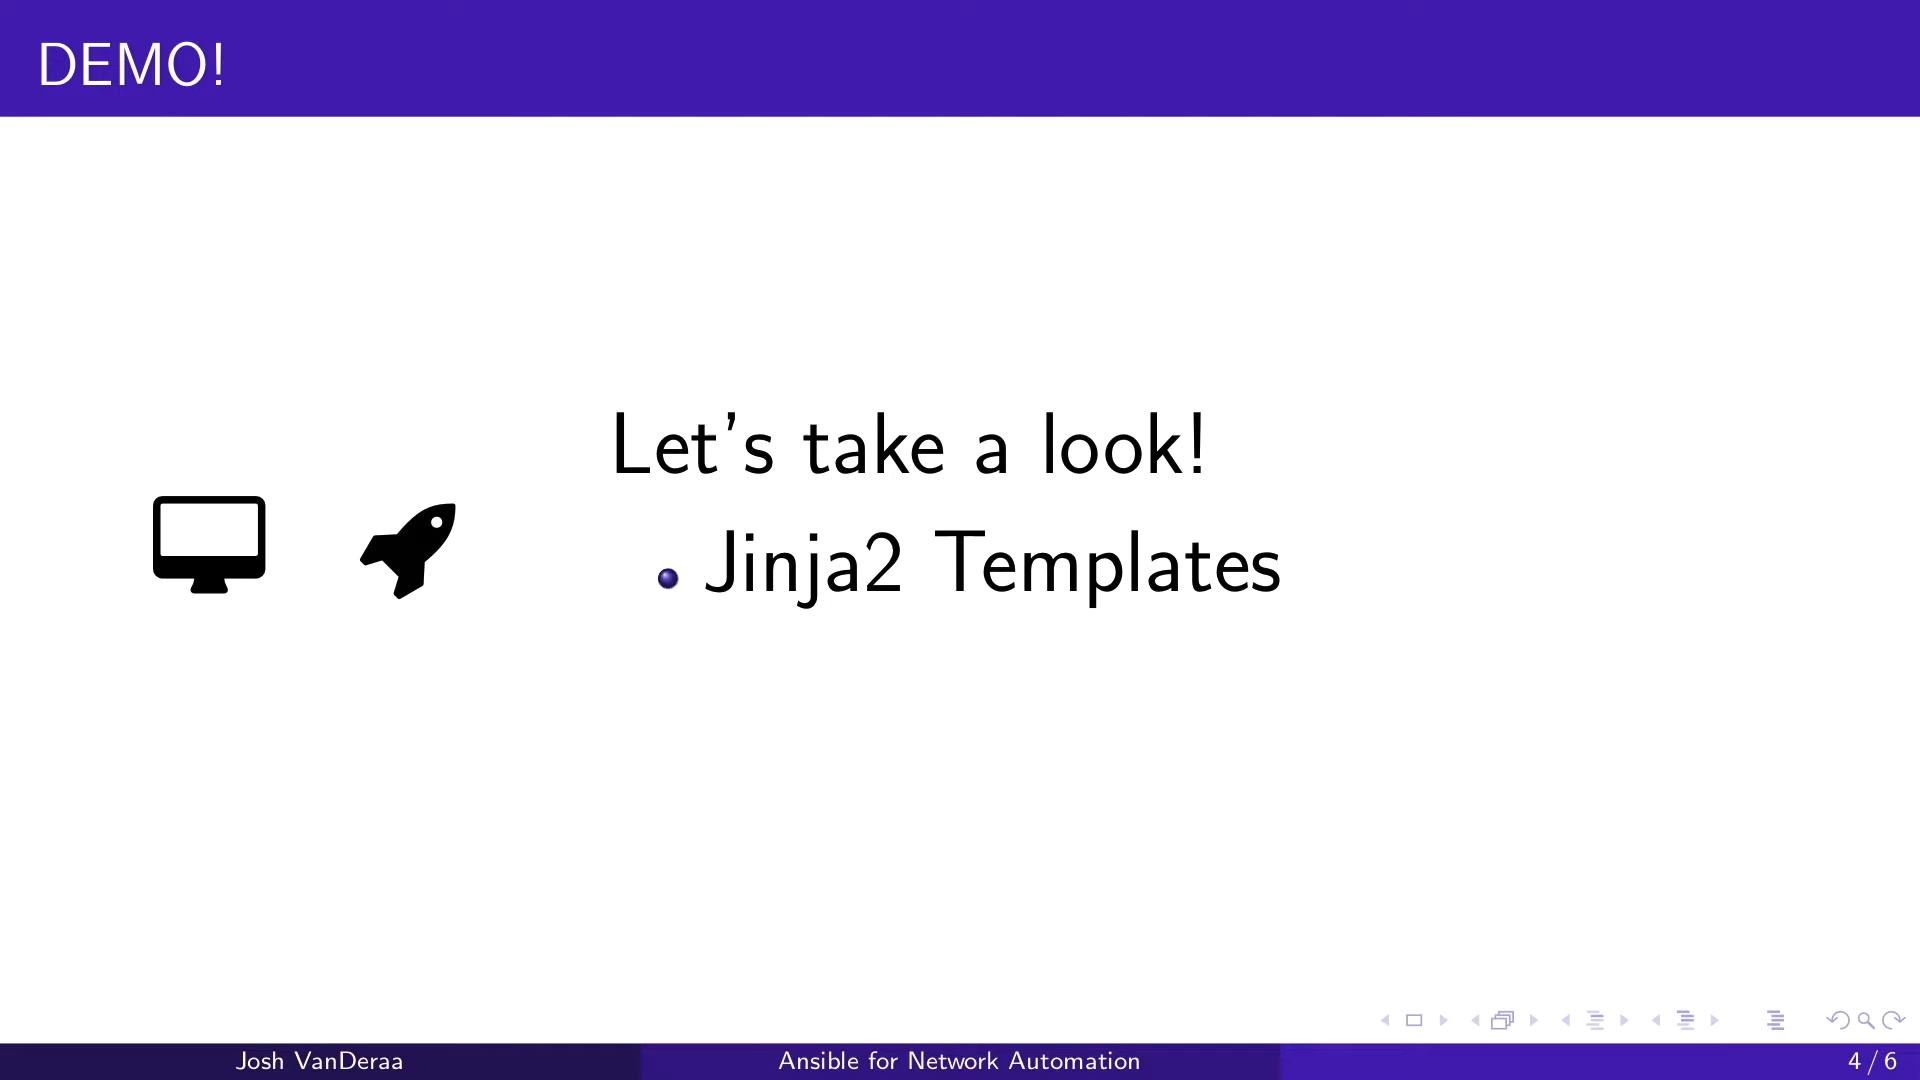 DEMO!
Let's take a look!
Jinja2 Templates
Josh VanDeraa
Ansible for Network Automation
4 / 6